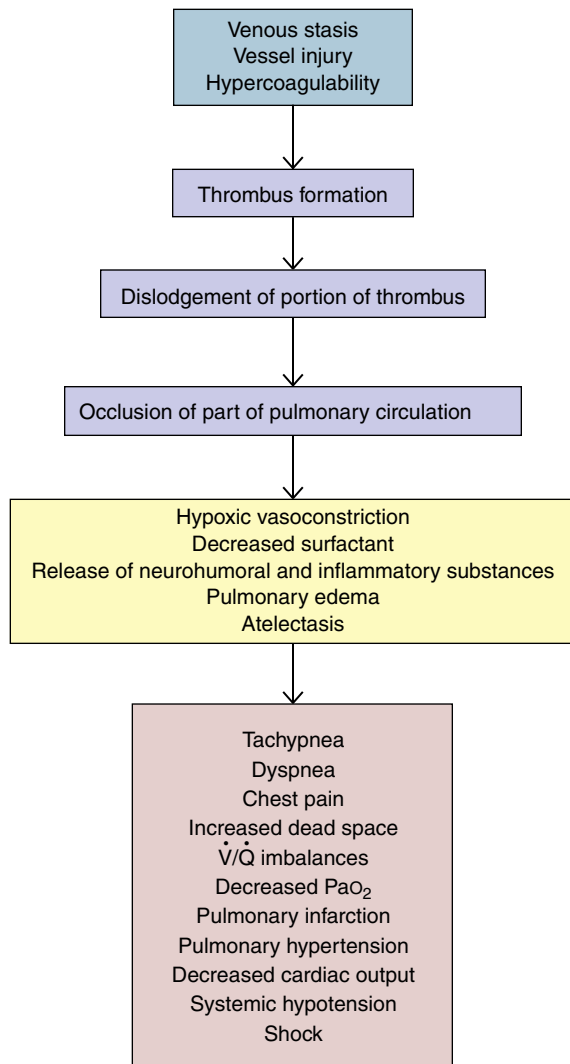 Venous stasis
Vessel injury
Hypercoagulability
Thrombus formation
Dislodgement of portion of thrombus
Occlusion of part of pulmonary circulation
Hypoxic vasoconstriction
Decreased surfactant
Release of neurohumoral and inflammatory substances
Pulmonary edema
Atelectasis
Tachypnea
Dyspnea
Chest pain
Increased dead space
V̇/Q̇ imbalances
Decreased PaO₂
Pulmonary infarction
Pulmonary hypertension
Decreased cardiac output
Systemic hypotension
Shock